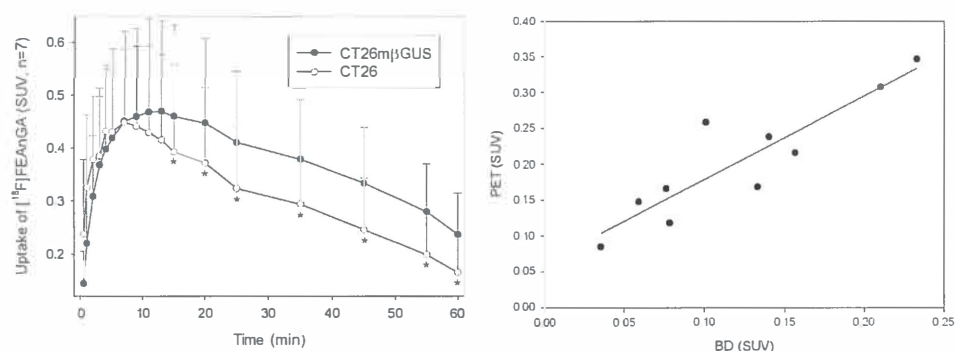 Uptake of [¹⁸F]FEAnGA (SUV, n=7)
0.6
0.5
0.4
0.3
0.2
CT26mβGUS
CT26
* * * * * * *
0 10 20 30 40 50 60
Time (min)
PET (SUV)
0.40
0.35
0.30
0.25
0.20
0.15
0.10
0.05
0.00
0.00 0.05 0.10 0.15 0.20 0.25
BD (SUV)